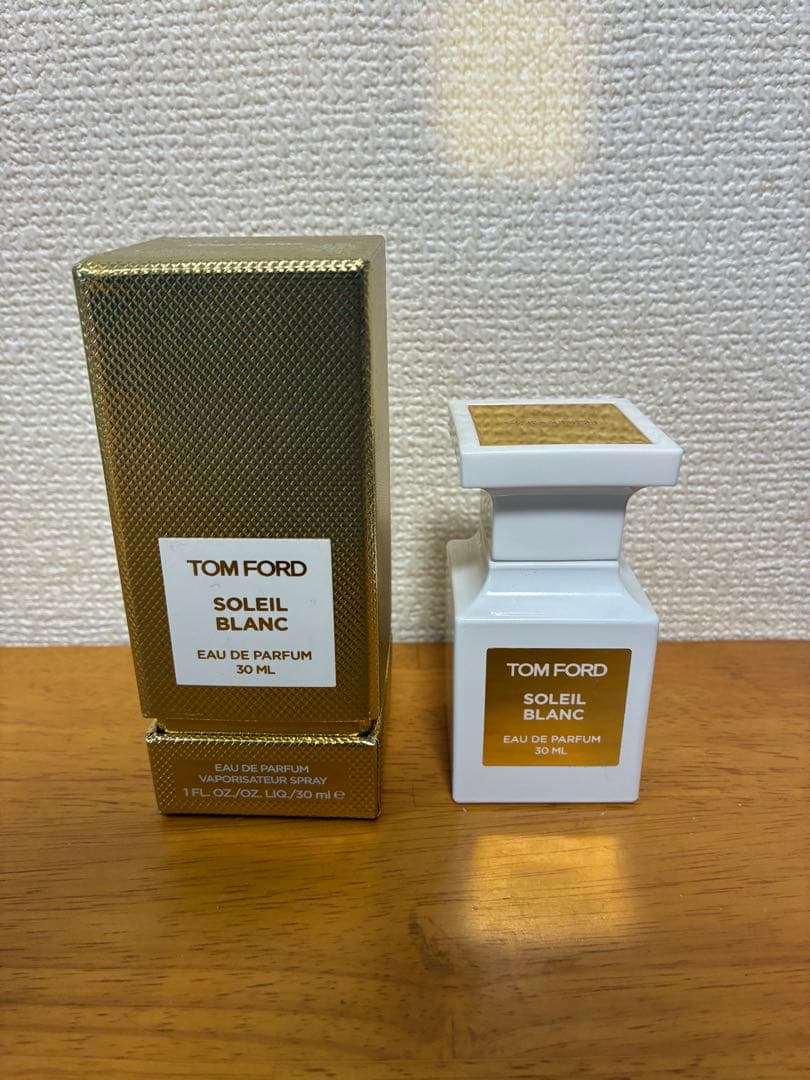 TOM FORD
SOLEIL
BLANC
EAU DE PARFUM
30 ML
EAU DE PARFUM
VAPORISATEUR SPRAY
1 FL. OZ./OZ. LIQ./30 ml ℮
TOM FORD
SOLEIL
BLANC
EAU DE PARFUM
30 ML